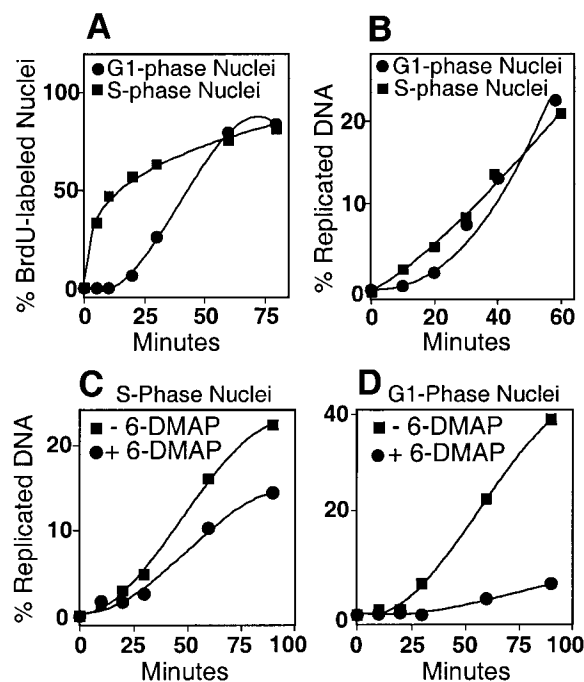 A
% BrdU-labeled Nuclei
100
50
0
G1-phase Nuclei
S-phase Nuclei
0 25 50 75
Minutes
B
% Replicated DNA
20
10
0
G1-phase Nuclei
S-phase Nuclei
0 20 40 60
Minutes
C
S-Phase Nuclei
% Replicated DNA
20
10
0
- 6-DMAP
+ 6-DMAP
0 25 50 75 100
Minutes
D
G1-Phase Nuclei
40
20
0
- 6-DMAP
+ 6-DMAP
0 25 50 75 100
Minutes